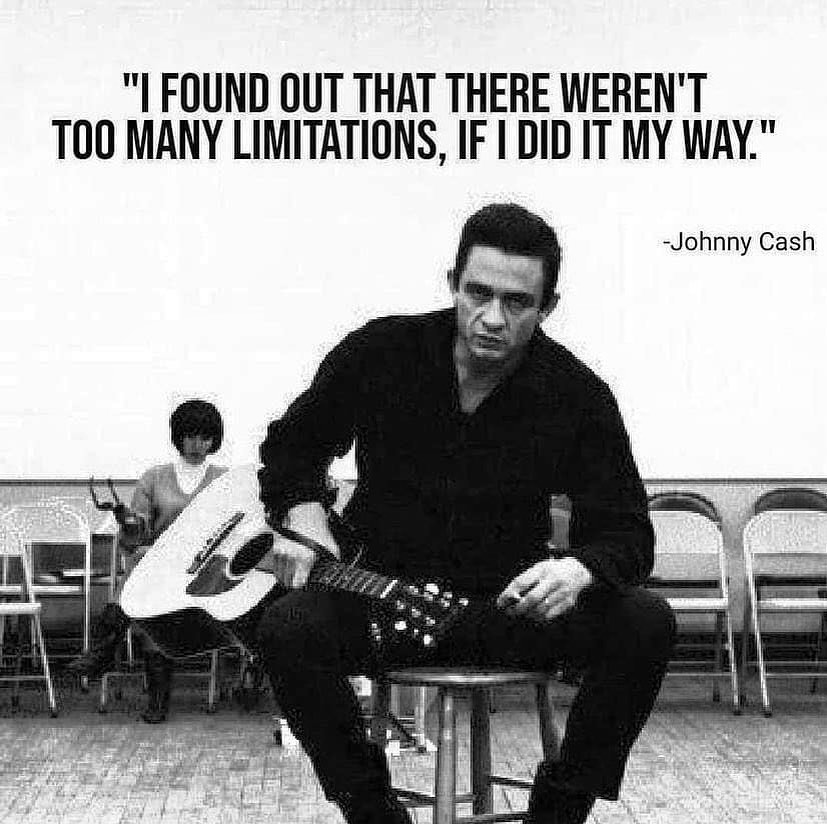 "I FOUND OUT THAT THERE WEREN'T
TOO MANY LIMITATIONS, IF I DID IT MY WAY."
-Johnny Cash